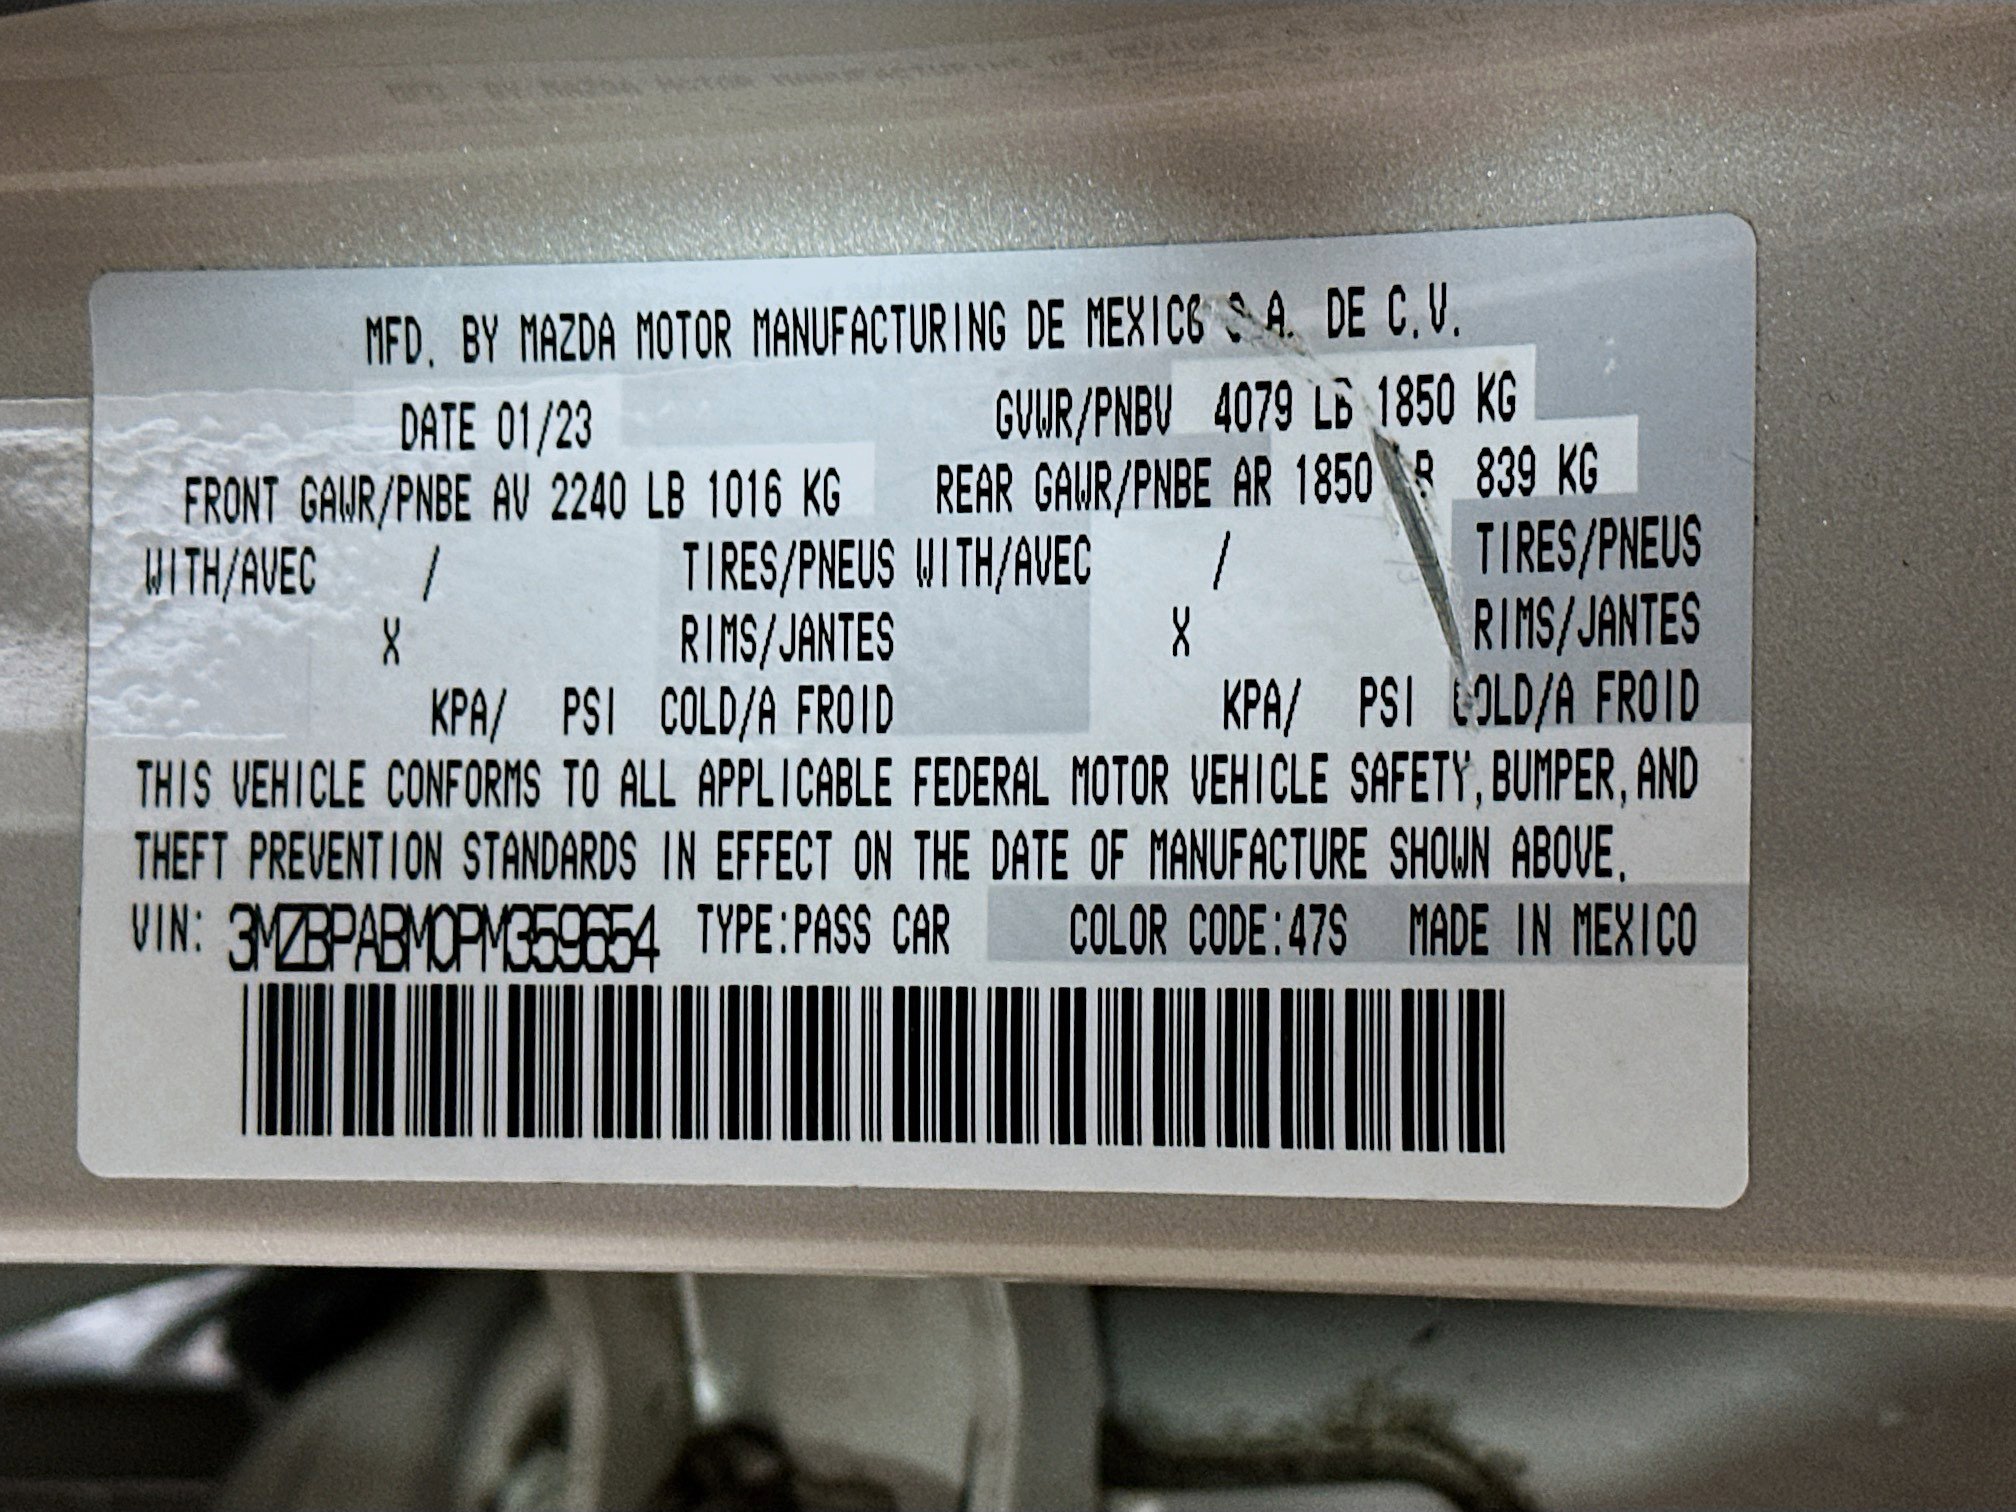 MFD. BY MAZDA MOTOR MANUFACTURING DE MEXICO S.A. DE C.V.
DATE 01/23 GVWR/PNBV 4079 LB 1850 KG
FRONT GAWR/PNBE AV 2240 LB 1016 KG REAR GAWR/PNBE AR 1850 LB 839 KG
WITH/AVEC / TIRES/PNEUS WITH/AVEC / TIRES/PNEUS
X RIMS/JANTES X RIMS/JANTES
KPA/ PSI COLD/A FROID KPA/ PSI COLD/A FROID
THIS VEHICLE CONFORMS TO ALL APPLICABLE FEDERAL MOTOR VEHICLE SAFETY, BUMPER, AND
THEFT PREVENTION STANDARDS IN EFFECT ON THE DATE OF MANUFACTURE SHOWN ABOVE.
VIN: 3MZBPABM0PM359654 TYPE:PASS CAR COLOR CODE:47S MADE IN MEXICO